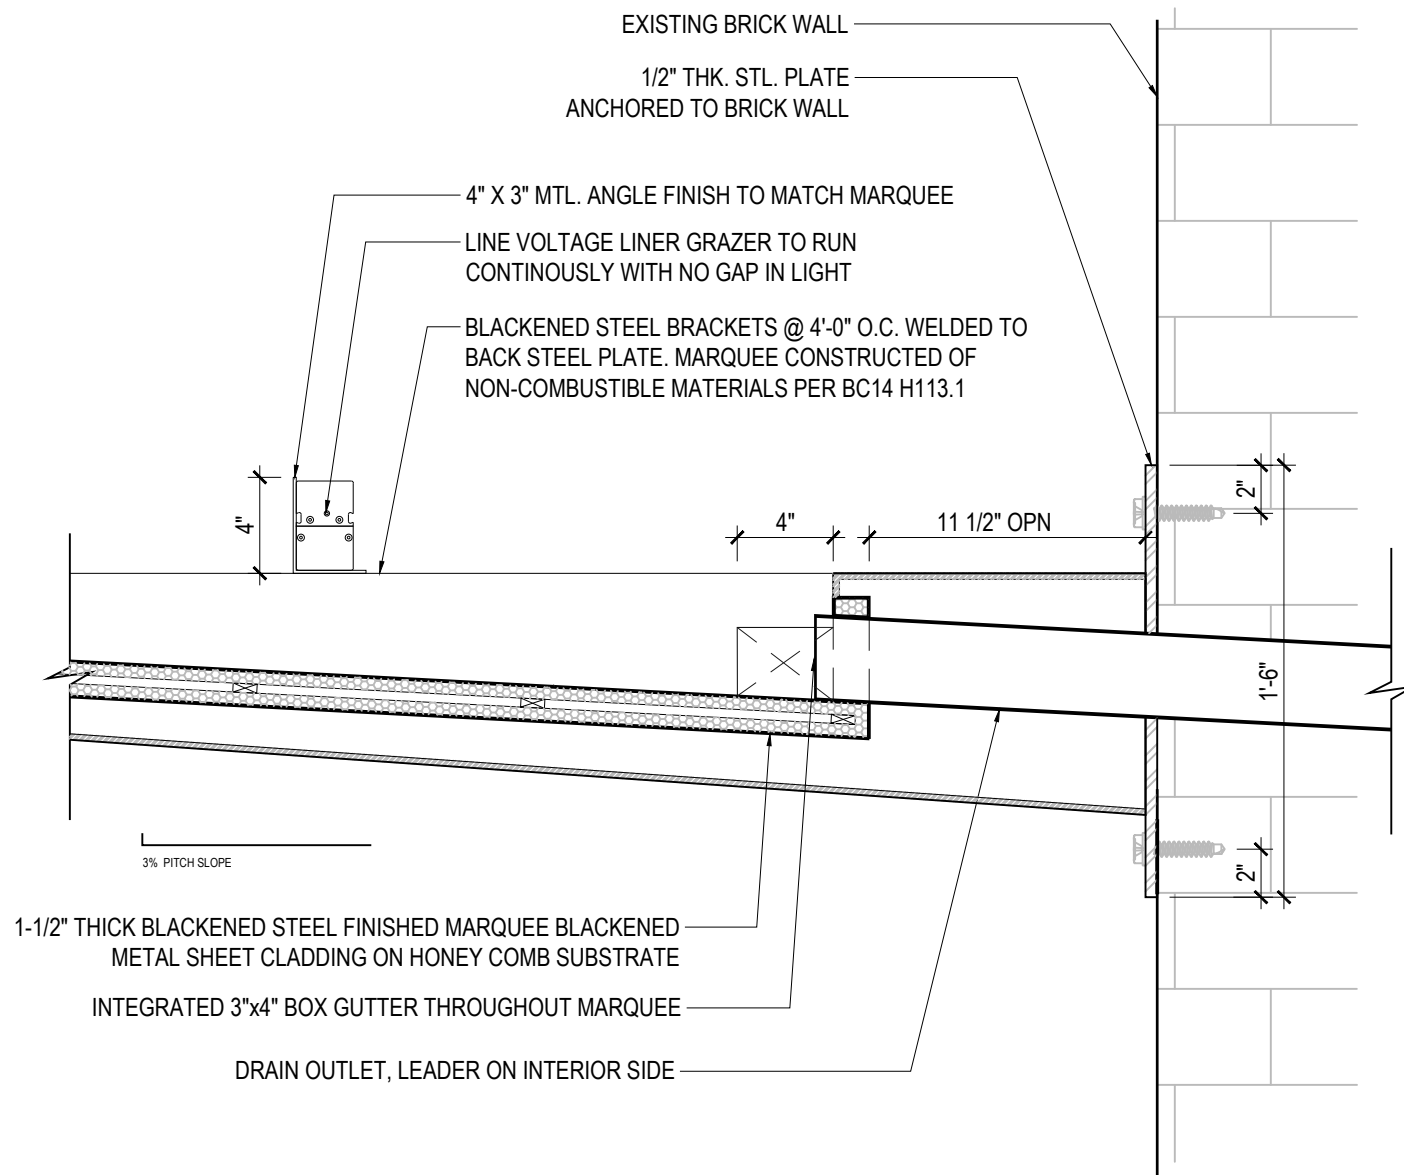 EXISTING BRICK WALL
1/2" THK. STL. PLATE
ANCHORED TO BRICK WALL
4" X 3" MTL. ANGLE FINISH TO MATCH MARQUEE
LINE VOLTAGE LINER GRAZER TO RUN
CONTINOUSLY WITH NO GAP IN LIGHT
BLACKENED STEEL BRACKETS @ 4'-0" O.C. WELDED TO
BACK STEEL PLATE. MARQUEE CONSTRUCTED OF
NON-COMBUSTIBLE MATERIALS PER BC14 H113.1
4"
4"
11 1/2" OPN
2"
1'-6"
2"
3% PITCH SLOPE
1-1/2" THICK BLACKENED STEEL FINISHED MARQUEE BLACKENED
METAL SHEET CLADDING ON HONEY COMB SUBSTRATE
INTEGRATED 3"x4" BOX GUTTER THROUGHOUT MARQUEE
DRAIN OUTLET, LEADER ON INTERIOR SIDE